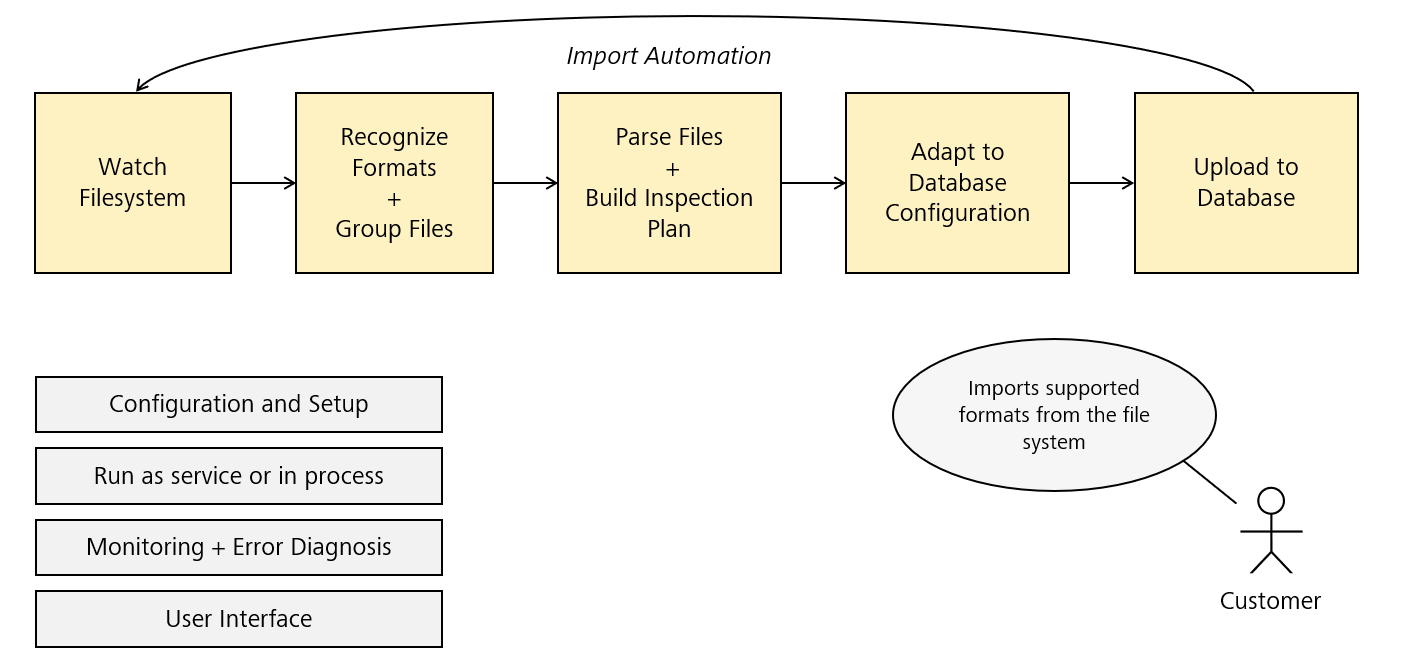 Import Automation
Watch
Filesystem
Recognize
Formats
+
Group Files
Parse Files
+
Build Inspection
Plan
Adapt to
Database
Configuration
Upload to
Database
Configuration and Setup
Run as service or in process
Monitoring + Error Diagnosis
User Interface
Imports supported
formats from the file
system
Customer